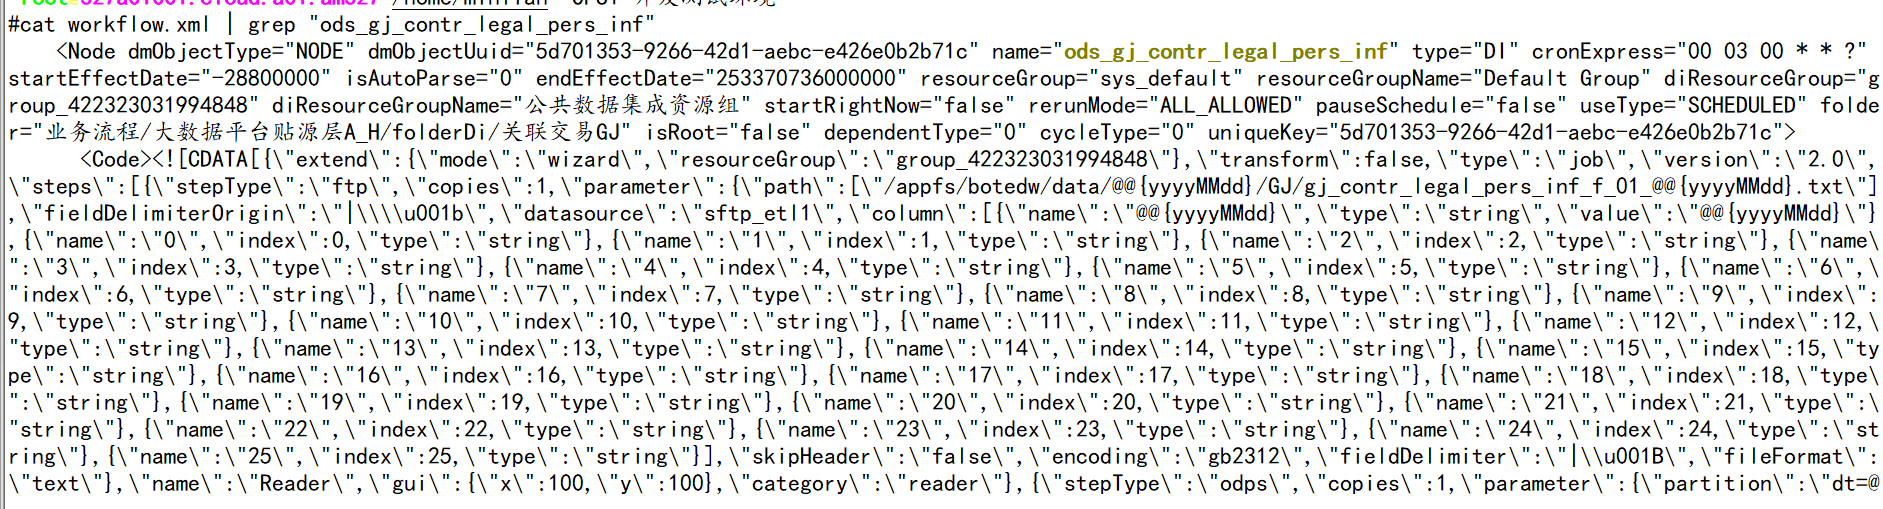 #cat workflow.xml | grep "ods_gj_contr_legal_pers_inf"
<Node dmObjectType="NODE" dmObjectUuid="5d701353-9266-42d1-aebc-e426e0b2b71c" name="ods_gj_contr_legal_pers_inf" type="DI" cronExpress="00 03 00 * * ?"
startEffectDate="-28800000" isAutoParse="0" endEffectDate="253370736000000" resourceGroup="sys_default" resourceGroupName="Default Group" diResourceGroup="g
roup_422323031994848" diResourceGroupName="公共数据集成资源组" startRightNow="false" rerunMode="ALL_ALLOWED" pauseSchedule="false" useType="SCHEDULED" folde
r="业务流程/大数据平台贴源层A_H/folderDi/关联交易GJ" isRoot="false" dependentType="0" cycleType="0" uniqueKey="5d701353-9266-42d1-aebc-e426e0b2b71c">
<Code><![CDATA[{\"extend\":{\"mode\":\"wizard\",\"resourceGroup\":\"group_422323031994848\"},\"transform\":false,\"type\":\"job\",\"version\":\"2.0\",
\"steps\":[{\"stepType\":\"ftp\",\"copies\":1,\"parameter\":{\"path\":[\"/appfs/botedw/data/@@{yyyyMMdd}/GJ/gj_contr_legal_pers_inf_f_01_@@{yyyyMMdd}.txt\"]
,\"fieldDelimiterOrigin\":\"|\\\\u001b\",\"datasource\":\"sftp_etl1\",\"column\":[{\"name\":\"@@{yyyyMMdd}\",\"type\":\"string\",\"value\":\"@@{yyyyMMdd}\"}
,{\"name\":\"0\",\"index\":0,\"type\":\"string\"},{\"name\":\"1\",\"index\":1,\"type\":\"string\"},{\"name\":\"2\",\"index\":2,\"type\":\"string\"},{\"name\
":\"3\",\"index\":3,\"type\":\"string\"},{\"name\":\"4\",\"index\":4,\"type\":\"string\"},{\"name\":\"5\",\"index\":5,\"type\":\"string\"},{\"name\":\"6\",\"
index\":6,\"type\":\"string\"},{\"name\":\"7\",\"index\":7,\"type\":\"string\"},{\"name\":\"8\",\"index\":8,\"type\":\"string\"},{\"name\":\"9\",\"index\":
9,\"type\":\"string\"},{\"name\":\"10\",\"index\":10,\"type\":\"string\"},{\"name\":\"11\",\"index\":11,\"type\":\"string\"},{\"name\":\"12\",\"index\":12,\
"type\":\"string\"},{\"name\":\"13\",\"index\":13,\"type\":\"string\"},{\"name\":\"14\",\"index\":14,\"type\":\"string\"},{\"name\":\"15\",\"index\":15,\"ty
pe\":\"string\"},{\"name\":\"16\",\"index\":16,\"type\":\"string\"},{\"name\":\"17\",\"index\":17,\"type\":\"string\"},{\"name\":\"18\",\"index\":18,\"type\
":\"string\"},{\"name\":\"19\",\"index\":19,\"type\":\"string\"},{\"name\":\"20\",\"index\":20,\"type\":\"string\"},{\"name\":\"21\",\"index\":21,\"type\":\
"string\"},{\"name\":\"22\",\"index\":22,\"type\":\"string\"},{\"name\":\"23\",\"index\":23,\"type\":\"string\"},{\"name\":\"24\",\"index\":24,\"type\":\"st
ring\"},{\"name\":\"25\",\"index\":25,\"type\":\"string\"}],\"skipHeader\":\"false\",\"encoding\":\"gb2312\",\"fieldDelimiter\":\"|\\u001B\",\"fileFormat\":
\"text\"},\"name\":\"Reader\",\"gui\":{\"x\":100,\"y\":100},\"category\":\"reader\"},{\"stepType\":\"odps\",\"copies\":1,\"parameter\":{\"partition\":\"dt=@